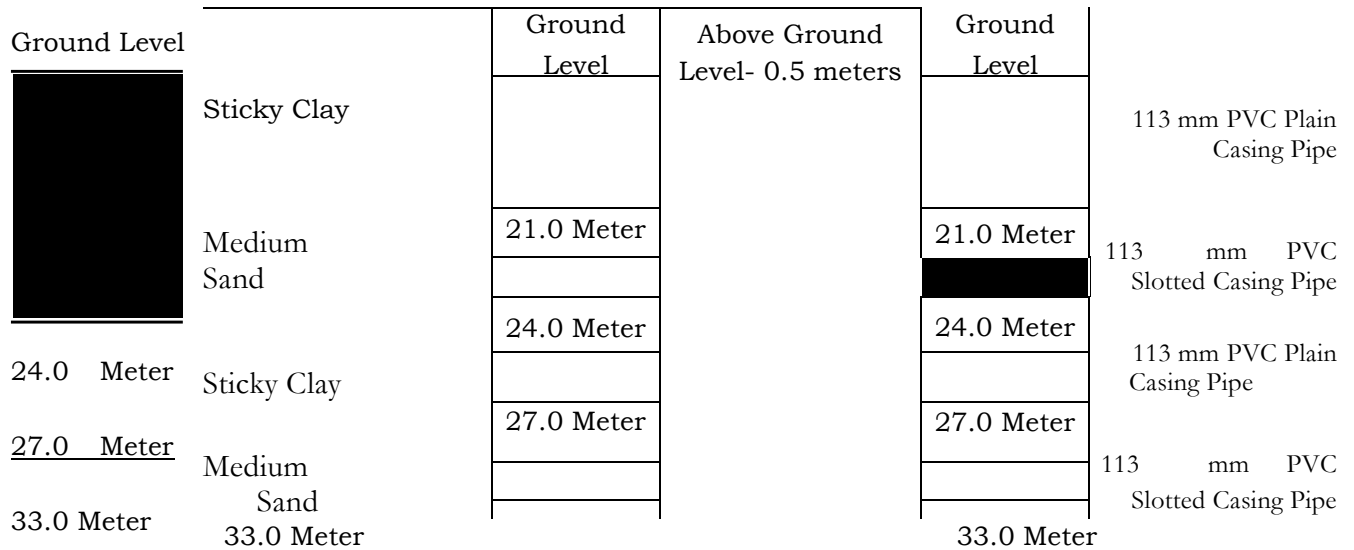 Ground Level
24.0 Meter
27.0 Meter
33.0 Meter
Sticky Clay
Medium
Sand
Sticky Clay
Medium
Sand
33.0 Meter
Ground
Level
21.0 Meter
24.0 Meter
27.0 Meter
Above Ground
Level- 0.5 meters
Ground
Level
21.0 Meter
24.0 Meter
27.0 Meter
33.0 Meter
113 mm PVC Plain
Casing Pipe
113 mm PVC
Slotted Casing Pipe
113 mm PVC Plain
Casing Pipe
113 mm PVC
Slotted Casing Pipe